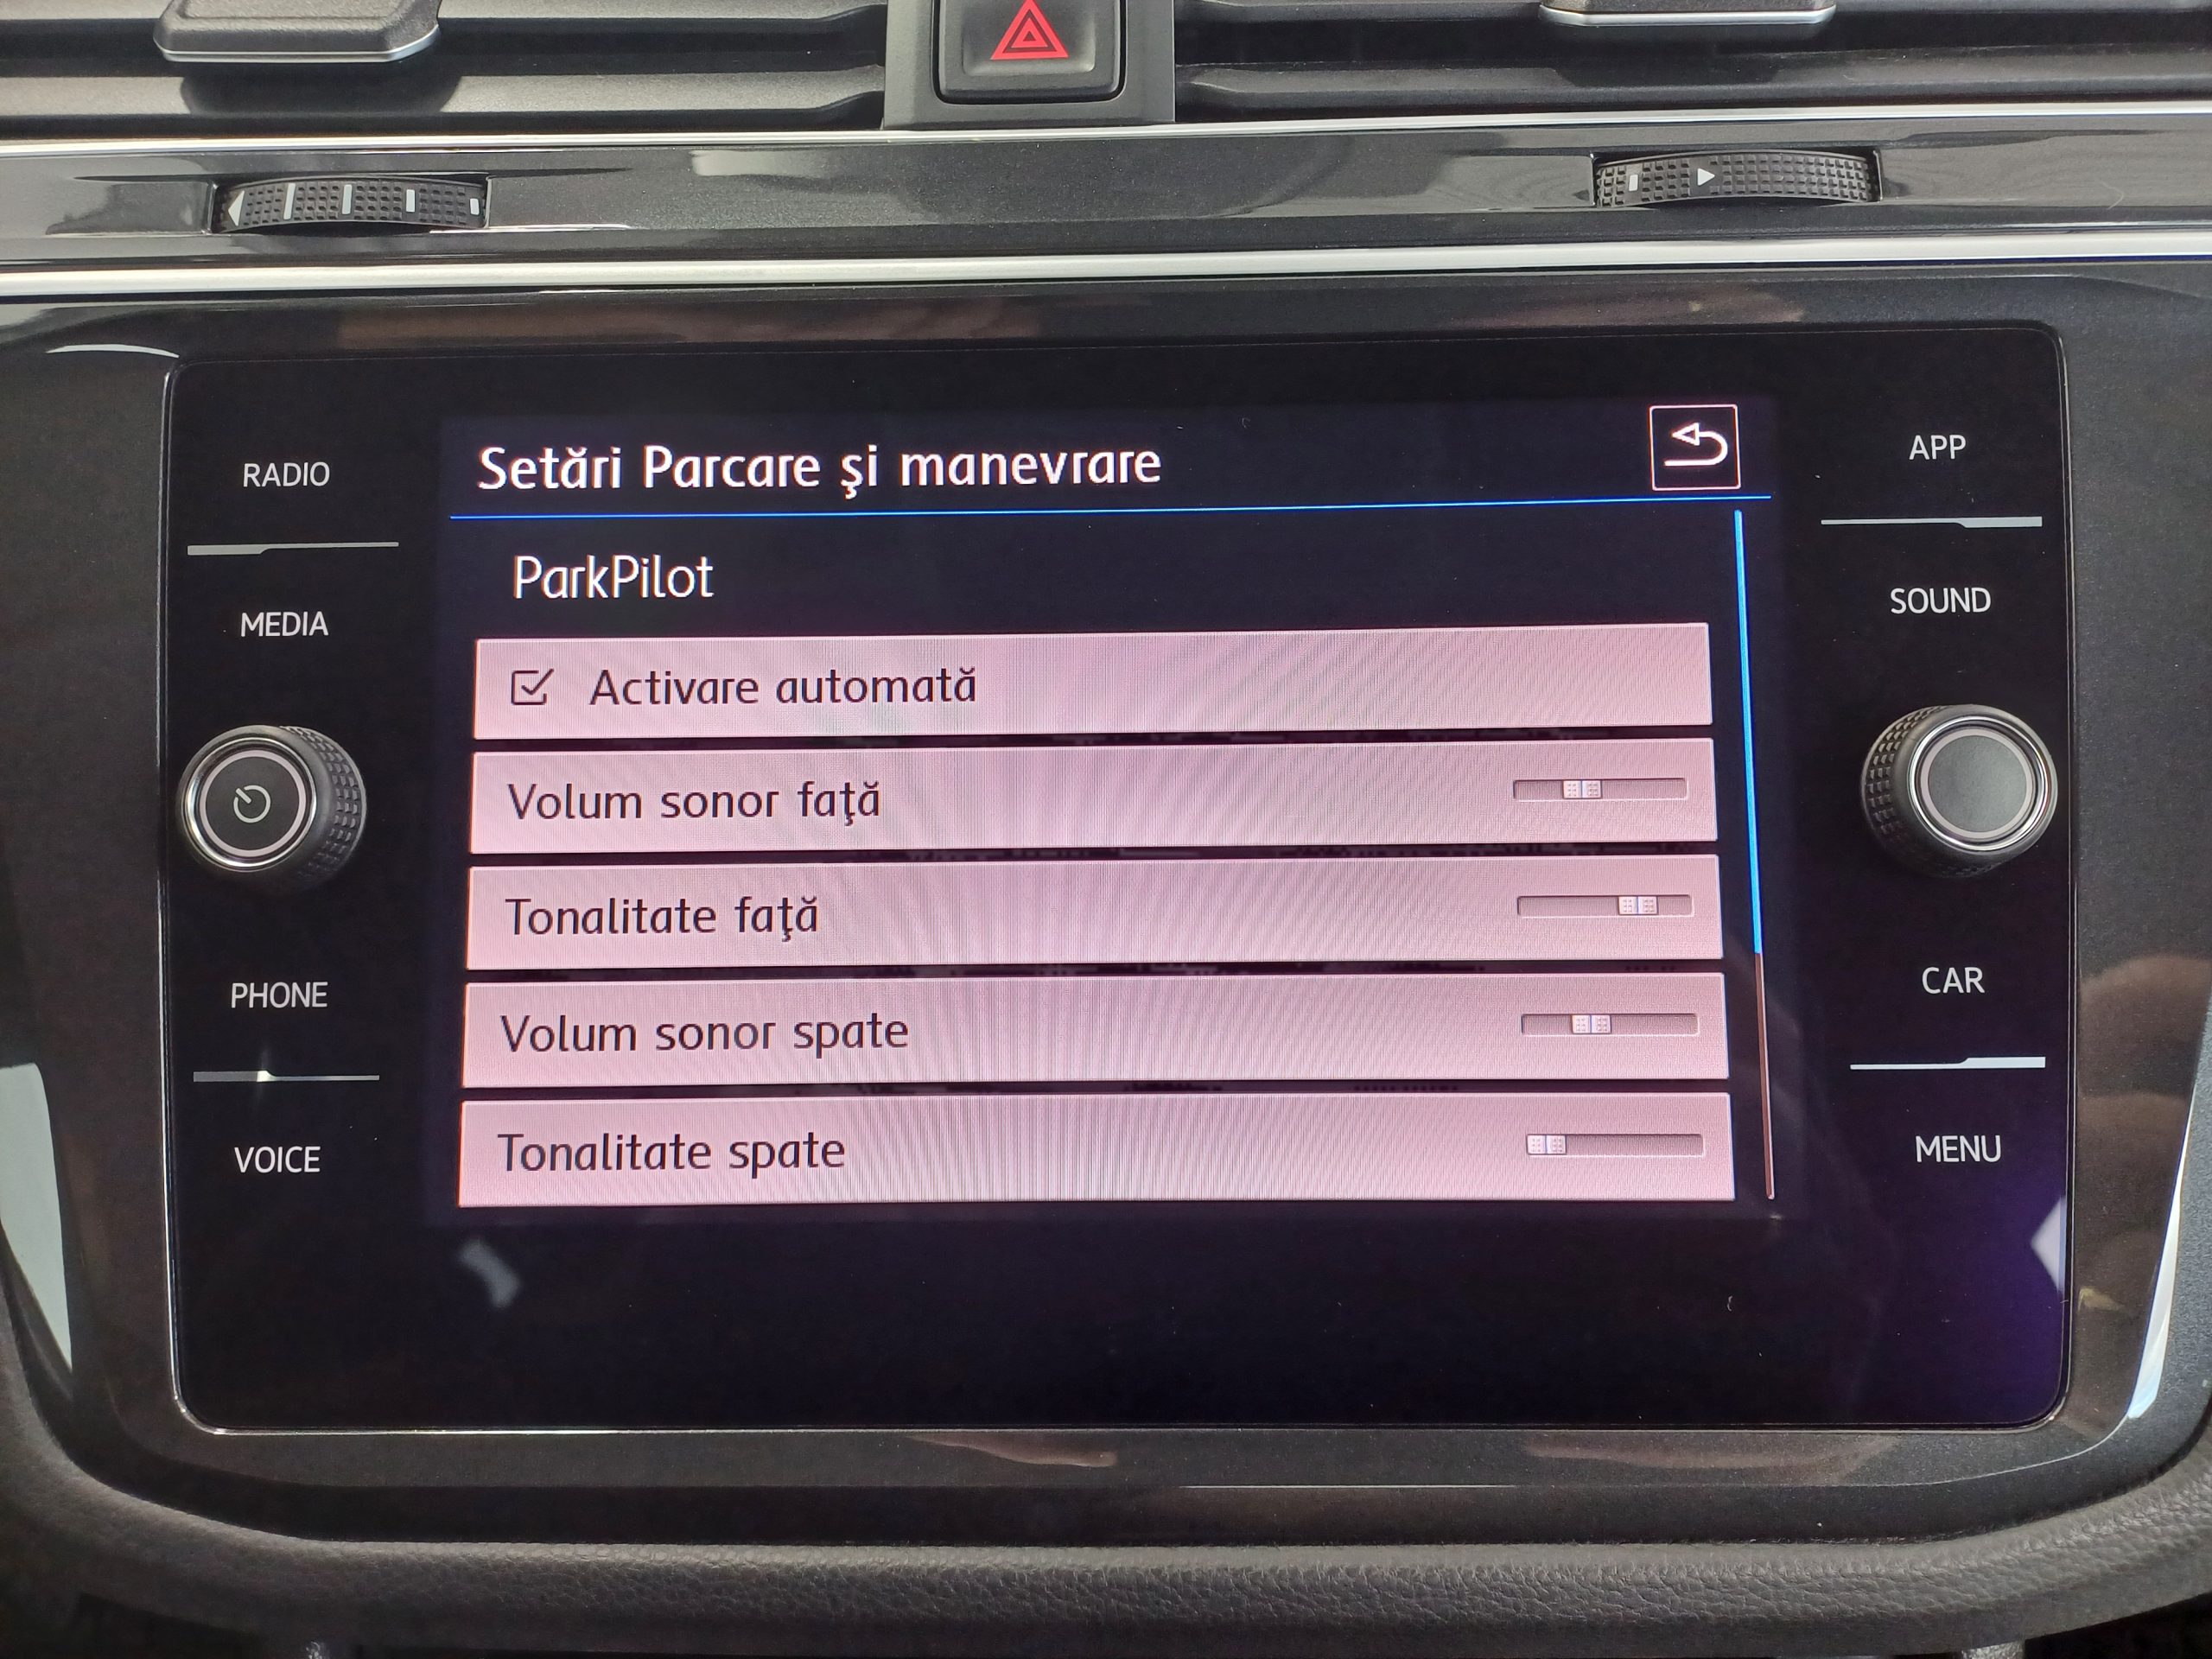 RADIO
MEDIA
PHONE
VOICE
Setări Parcare şi manevrare
ParkPilot
Activare automată
Volum sonor faţă
Tonalitate faţă
Volum sonor spate
Tonalitate spate
APP
SOUND
CAR
MENU